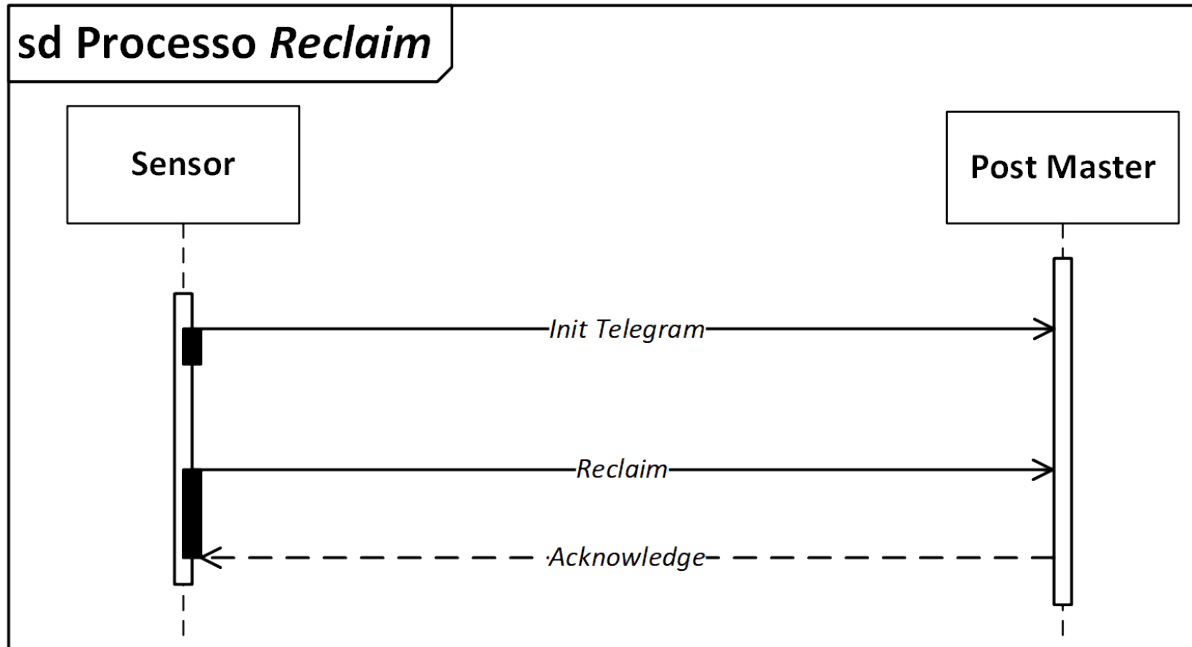 sd Processo Reclaim
Sensor
Post Master
Init Telegram
Reclaim
Acknowledge